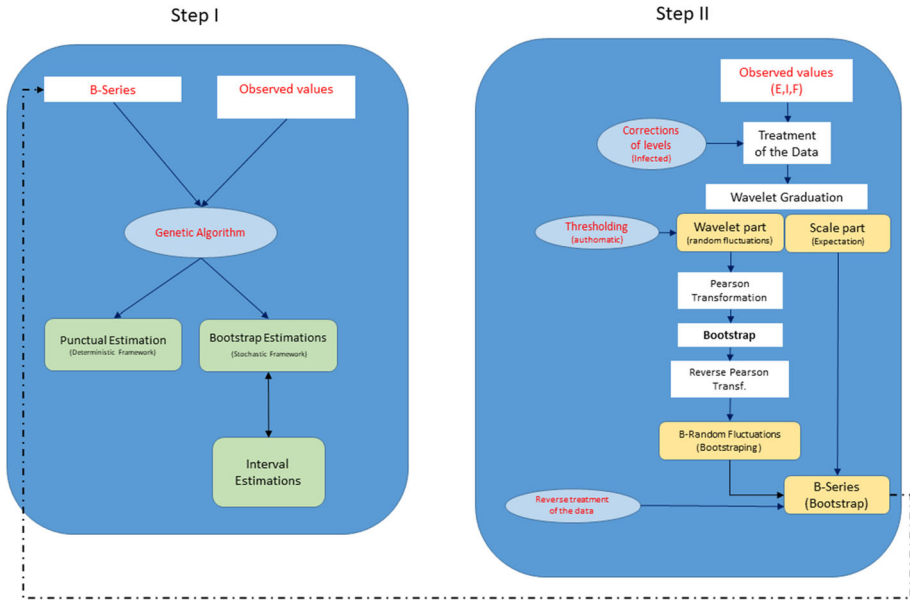 Step I
B-Series
Observed values
Genetic Algorithm
Punctual Estimation
(Deterministic Framework)
Bootstrap Estimations
(Stochastic Framework)
Interval
Estimations
Step II
Observed values
(E,I,F)
Corrections
of levels
(Infected)
Treatment
of the Data
Wavelet Graduation
Thresholding
(authomatic)
Wavelet part
(random fluctuations)
Scale part
(Expectation)
Pearson
Transformation
Bootstrap
Reverse Pearson
Transf.
B-Random Fluctuations
(Bootstraping)
Reverse treatment
of the data
B-Series
(Bootstrap)